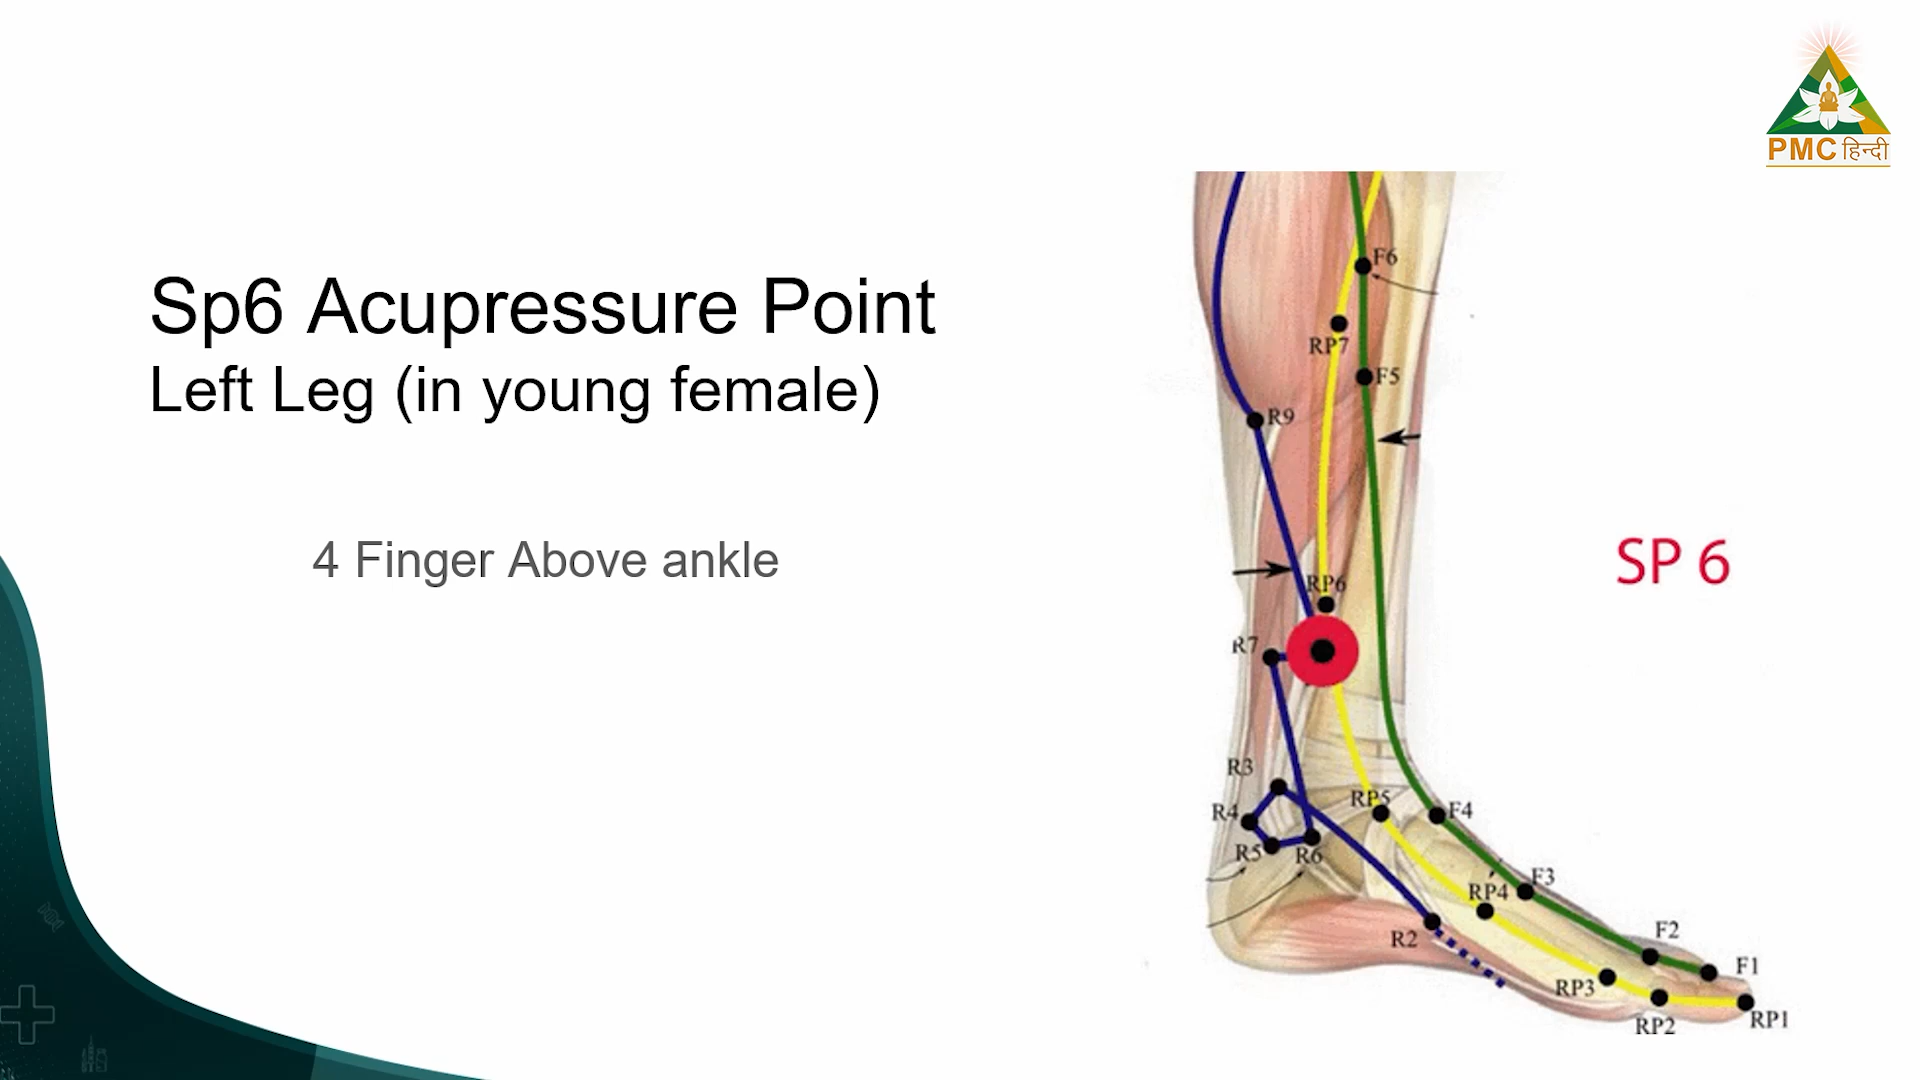 PMC हिन्दी
Sp6 Acupressure Point
Left Leg (in young female)
4 Finger Above ankle
SP 6
F6
RP7
F5
R9
RP6
R7
R3
RP5
R4
F4
R5
R6
F3
RP4
F2
R2
F1
RP3
RP1
RP2